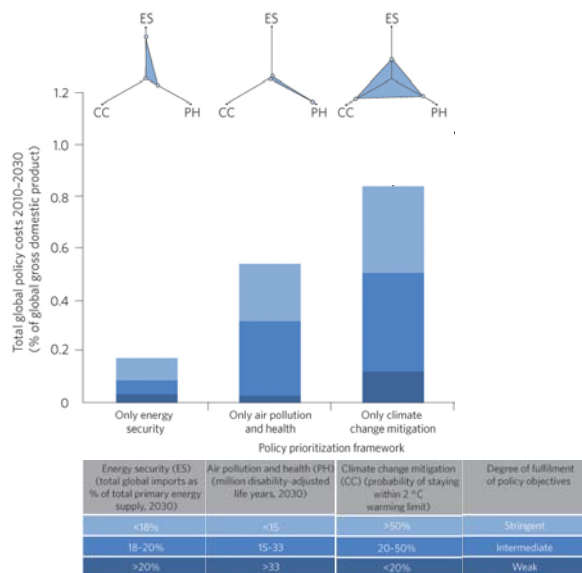 ES
ES
ES
CC
PH
CC
PH
CC
PH
Total global policy costs 2010–2030
(% of global gross domestic product)
1.2
1.0
0.8
0.6
0.4
0.2
0
Only energy
security
Only air pollution
and health
Only climate
change mitigation
Policy prioritization framework
Energy security (ES)
(total global imports as
% of total primary energy
supply, 2030)
Air pollution and health (PH)
(million disability-adjusted
life years, 2030)
Climate change mitigation
(CC) (probability of staying
within 2 °C
warming limit)
Degree of fulfilment
of policy objectives
<18% <15 >50% Stringent
18–20% 15–33 20–50% Intermediate
>20% >33 <20% Weak